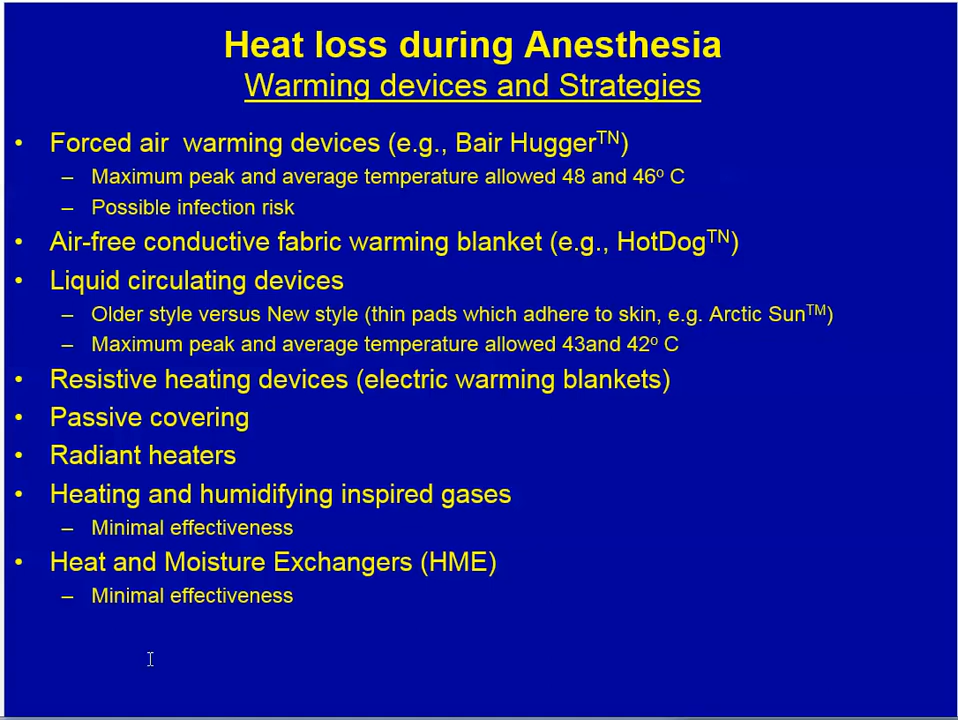 Heat loss during Anesthesia
Warming devices and Strategies
• Forced air warming devices (e.g., Bair Hugger™N)
– Maximum peak and average temperature allowed 48 and 46º C
– Possible infection risk
• Air-free conductive fabric warming blanket (e.g., HotDogTN)
• Liquid circulating devices
– Older style versus New style (thin pads which adhere to skin, e.g. Arctic SunTM)
– Maximum peak and average temperature allowed 43and 42º C
• Resistive heating devices (electric warming blankets)
• Passive covering
• Radiant heaters
• Heating and humidifying inspired gases
– Minimal effectiveness
• Heat and Moisture Exchangers (HME)
– Minimal effectiveness